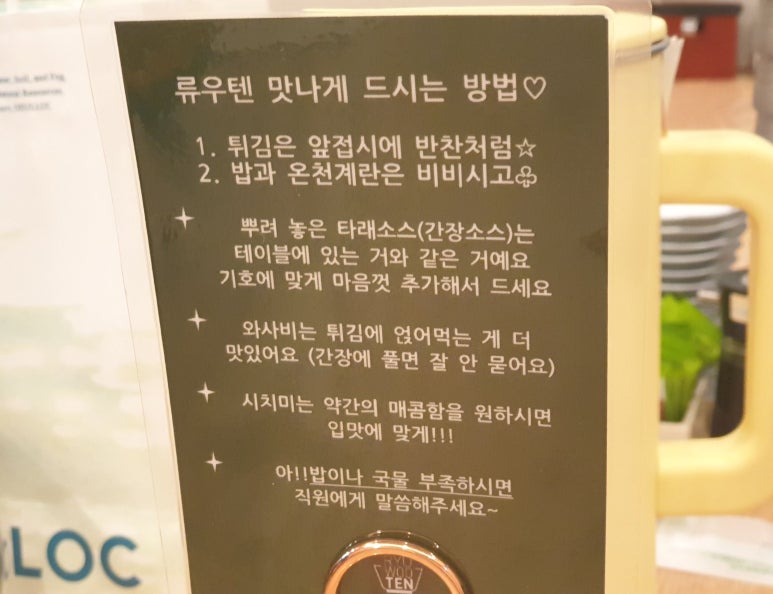 류우텐 맛나게 드시는 방법♡
1. 튀김은 앞접시에 반찬처럼☆
2. 밥과 온천계란은 비비시고♧
뿌려 놓은 타래소스(간장소스)는
테이블에 있는 거와 같은 거예요
기호에 맞게 마음껏 추가해서 드세요
와사비는 튀김에 얹어먹는 게 더
맛있어요 (간장에 풀면 잘 안 묻어요)
시치미는 약간의 매콤함을 원하시면
입맛에 맞게!!!
아!!밥이나 국물 부족하시면
직원에게 말씀해주세요~
TEN
LOC